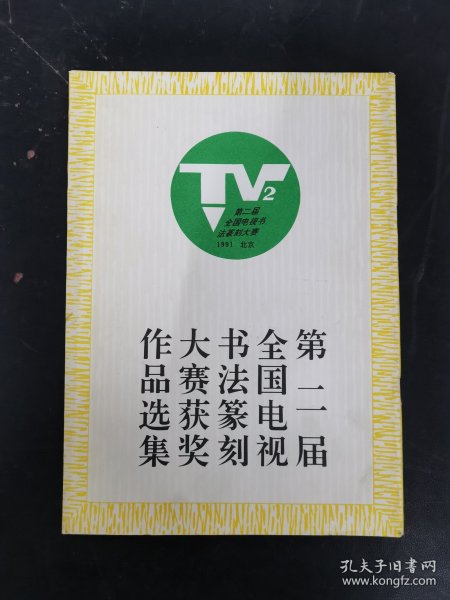 TV2
第二届
全国电视书
法篆刻大赛
1991 北京
第二届
全国电视
书法篆刻
大赛获奖
作品选集
孔夫子旧书网
www.kongfz.com